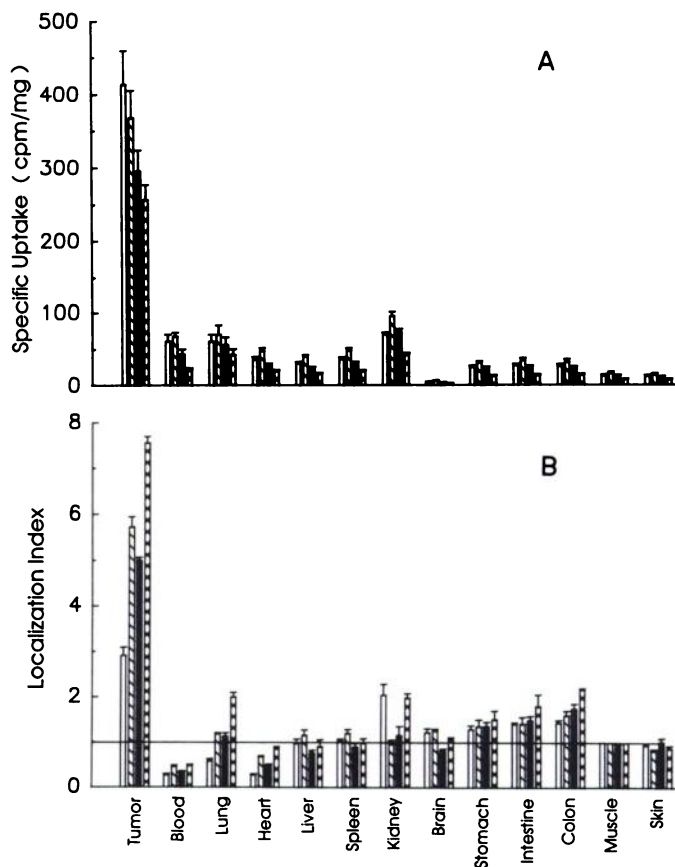 A
Specific Uptake ( cpm/mg)
500
400
300
200
100
0
B
Localization Index
8
6
4
2
0
Tumor
Blood
Lung
Heart
Liver
Spleen
Kidney
Brain
Stomach
Intestine
Colon
Muscle
Skin